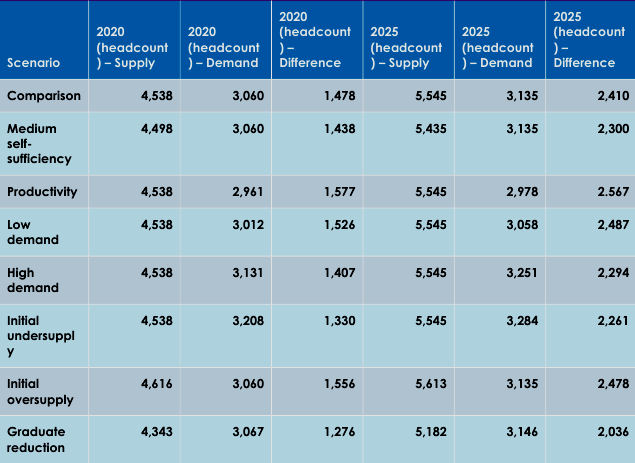 Scenario | 2020 (headcount) – Supply | 2020 (headcount) – Demand | 2020 (headcount) – Difference | 2025 (headcount) – Supply | 2025 (headcount) – Demand | 2025 (headcount) – Difference
Comparison | 4,538 | 3,060 | 1,478 | 5,545 | 3,135 | 2,410
Medium self-sufficiency | 4,498 | 3,060 | 1,438 | 5,435 | 3,135 | 2,300
Productivity | 4,538 | 2,961 | 1,577 | 5,545 | 2,978 | 2.567
Low demand | 4,538 | 3,012 | 1,526 | 5,545 | 3,058 | 2,487
High demand | 4,538 | 3,131 | 1,407 | 5,545 | 3,251 | 2,294
Initial undersupply | 4,538 | 3,208 | 1,330 | 5,545 | 3,284 | 2,261
Initial oversupply | 4,616 | 3,060 | 1,556 | 5,613 | 3,135 | 2,478
Graduate reduction | 4,343 | 3,067 | 1,276 | 5,182 | 3,146 | 2,036